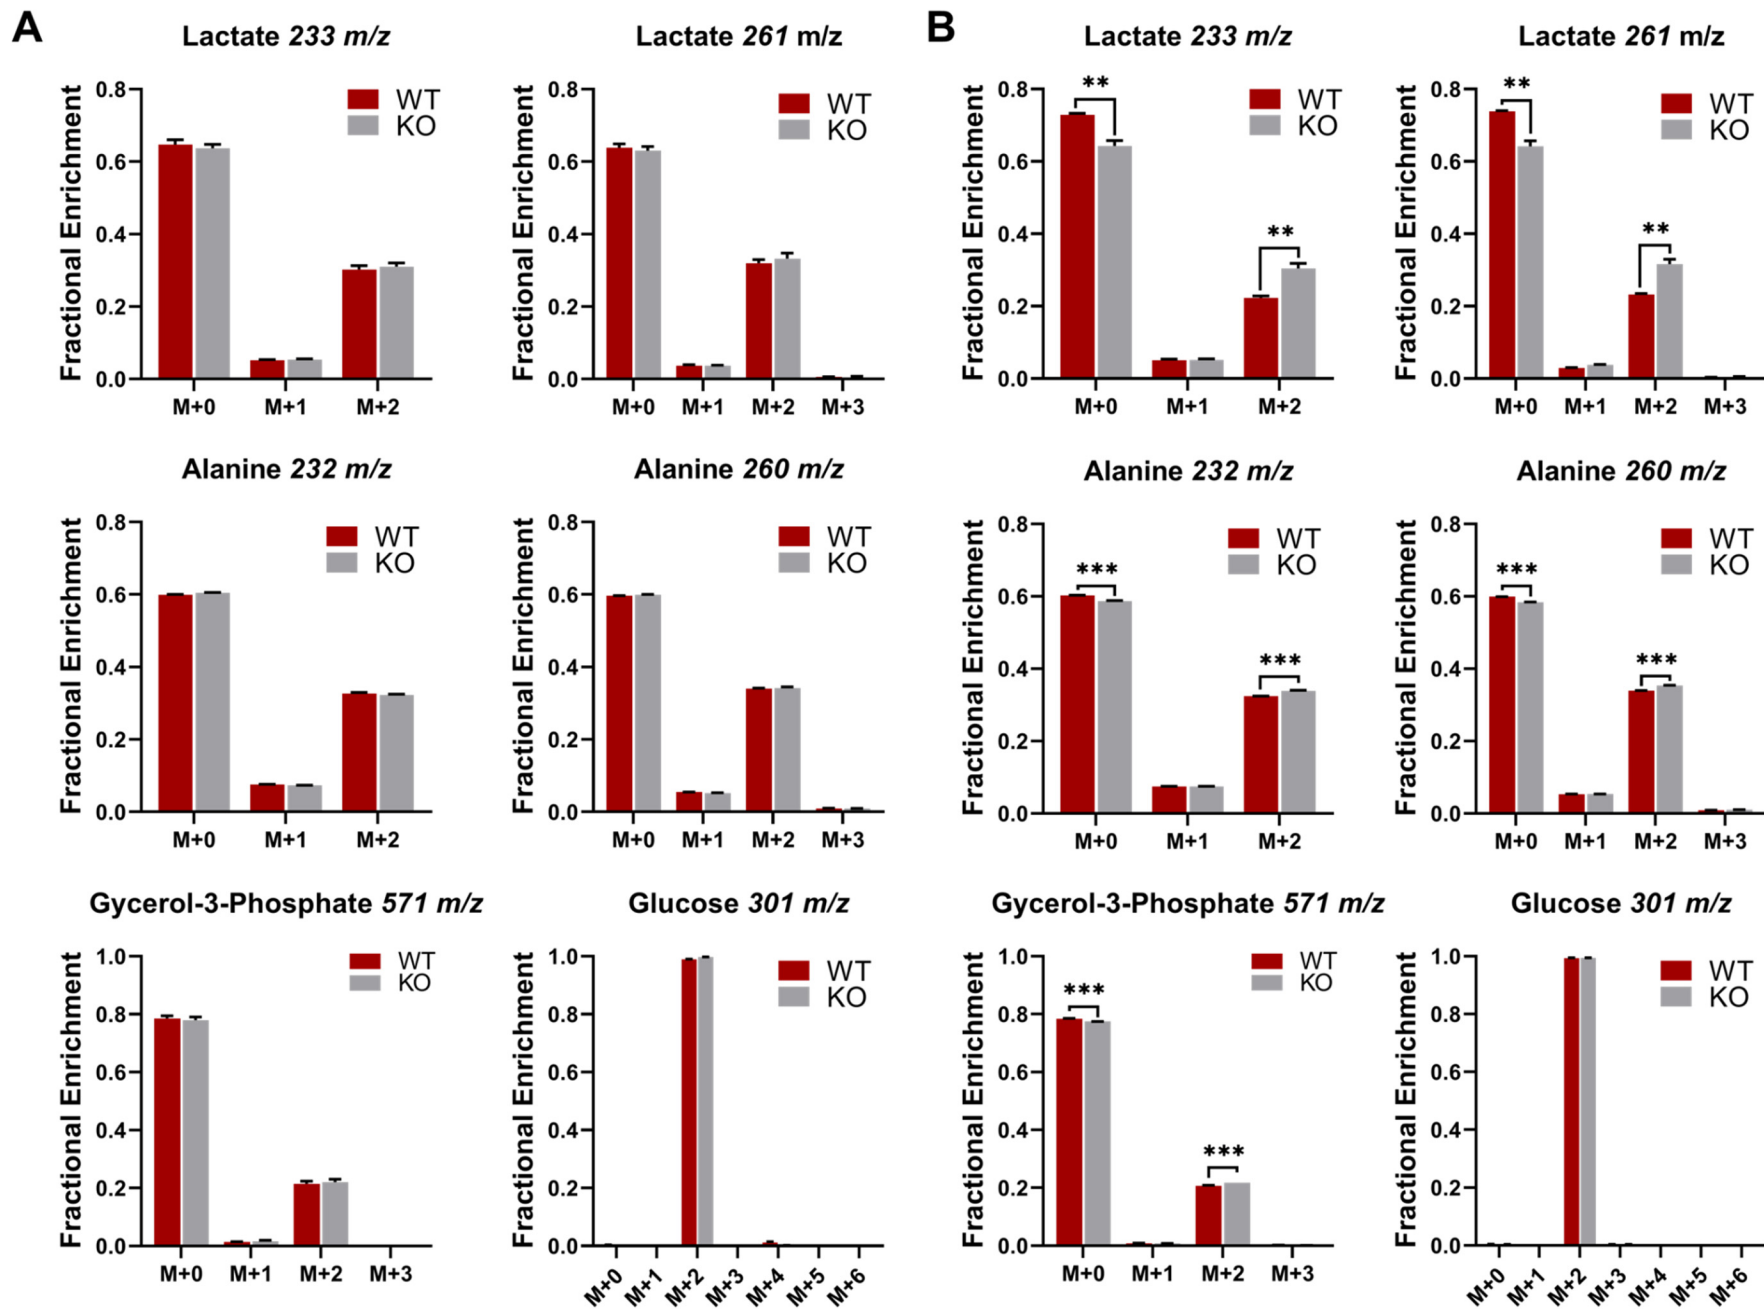 A
Lactate 233 m/z
Fractional Enrichment
0.8
0.6
0.4
0.2
0.0
WT
KO
M+0 M+1 M+2
Lactate 261 m/z
Fractional Enrichment
0.8
0.6
0.4
0.2
0.0
WT
KO
M+0 M+1 M+2 M+3
B
Lactate 233 m/z
Fractional Enrichment
0.8
0.6
0.4
0.2
0.0
**
**
WT
KO
M+0 M+1 M+2
Lactate 261 m/z
Fractional Enrichment
0.8
0.6
0.4
0.2
0.0
**
**
WT
KO
M+0 M+1 M+2 M+3
Alanine 232 m/z
Fractional Enrichment
0.8
0.6
0.4
0.2
0.0
WT
KO
M+0 M+1 M+2
Alanine 260 m/z
Fractional Enrichment
0.8
0.6
0.4
0.2
0.0
WT
KO
M+0 M+1 M+2 M+3
Alanine 232 m/z
Fractional Enrichment
0.8
0.6
0.4
0.2
0.0
***
***
WT
KO
M+0 M+1 M+2
Alanine 260 m/z
Fractional Enrichment
0.8
0.6
0.4
0.2
0.0
***
***
WT
KO
M+0 M+1 M+2 M+3
Gycerol-3-Phosphate 571 m/z
Fractional Enrichment
1.0
0.8
0.6
0.4
0.2
0.0
WT
KO
M+0 M+1 M+2 M+3
Glucose 301 m/z
Fractional Enrichment
1.0
0.8
0.6
0.4
0.2
0.0
WT
KO
M+0 M+1 M+2 M+3 M+4 M+5 M+6
Gycerol-3-Phosphate 571 m/z
Fractional Enrichment
1.0
0.8
0.6
0.4
0.2
0.0
***
***
WT
KO
M+0 M+1 M+2 M+3
Glucose 301 m/z
Fractional Enrichment
1.0
0.8
0.6
0.4
0.2
0.0
WT
KO
M+0 M+1 M+2 M+3 M+4 M+5 M+6